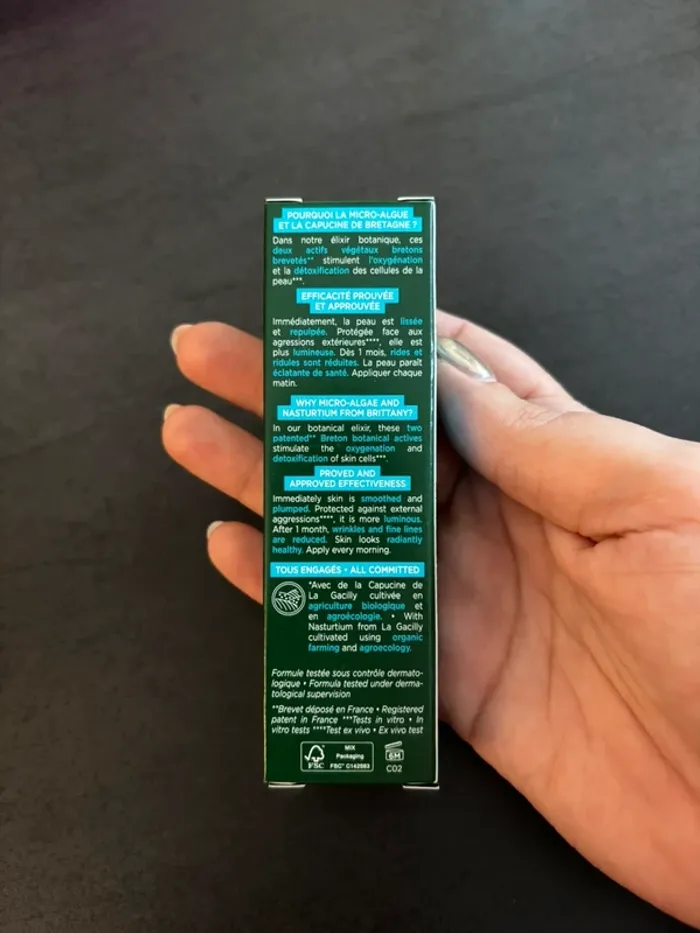 POURQUOI LA MICRO-ALGUE
ET LA CAPUCINE DE BRETAGNE ?
Dans notre élixir botanique, ces
deux actifs végétaux bretons
brevetés** stimulent l'oxygénation
et la détoxification des cellules de la
peau***.
EFFICACITÉ PROUVÉE
ET APPROUVÉE
Immédiatement, la peau est lissée
et repulpée. Protégée face aux
agressions extérieures****, elle est
plus lumineuse. Dès 1 mois, rides et
ridules sont réduites. La peau paraît
éclatante de santé. Appliquer chaque
matin.
WHY MICRO-ALGAE AND
NASTURTIUM FROM BRITTANY?
In our botanical elixir, these two
patented** Breton botanical actives
stimulate the oxygenation and
detoxification of skin cells***.
PROVED AND
APPROVED EFFECTIVENESS
Immediately skin is smoothed and
plumped. Protected against external
aggressions****, it is more luminous.
After 1 month, wrinkles and fine lines
are reduced. Skin looks radiantly
healthy. Apply every morning.
TOUS ENGAGÉS • ALL COMMITTED
*Avec de la Capucine de
La Gacilly cultivée en
agriculture biologique et
en agroécologie. • With
Nasturtium from La Gacilly
cultivated using organic
farming and agroecology.
Formule testée sous contrôle dermato-
logique • Formula tested under derma-
tological supervision
**Brevet déposé en France • Registered
patent in France ***Tests in vitro • In
vitro tests ****Test ex vivo • Ex vivo test
FSC
MIX
Packaging
FSC® C142593
6M
C02